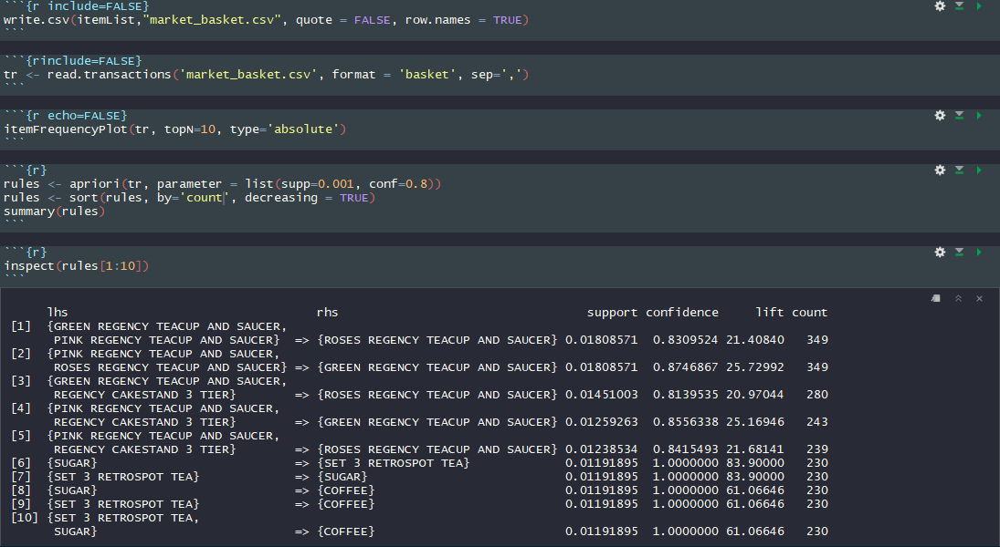 ```{r include=FALSE}
write.csv(itemList,"market_basket.csv", quote = FALSE, row.names = TRUE)
```
```{rinclude=FALSE}
tr <- read.transactions('market_basket.csv', format = 'basket', sep=',')
```
```{r echo=FALSE}
itemFrequencyPlot(tr, topN=10, type='absolute')
```
```{r}
rules <- apriori(tr, parameter = list(supp=0.001, conf=0.8))
rules <- sort(rules, by='count', decreasing = TRUE)
summary(rules)
```
```{r}
inspect(rules[1:10])
```
lhs rhs support confidence lift count
[1] {GREEN REGENCY TEACUP AND SAUCER,
PINK REGENCY TEACUP AND SAUCER} => {ROSES REGENCY TEACUP AND SAUCER} 0.01808571 0.8309524 21.40840 349
[2] {PINK REGENCY TEACUP AND SAUCER,
ROSES REGENCY TEACUP AND SAUCER} => {GREEN REGENCY TEACUP AND SAUCER} 0.01808571 0.8746867 25.72992 349
[3] {GREEN REGENCY TEACUP AND SAUCER,
REGENCY CAKESTAND 3 TIER} => {ROSES REGENCY TEACUP AND SAUCER} 0.01451003 0.8139535 20.97044 280
[4] {PINK REGENCY TEACUP AND SAUCER,
REGENCY CAKESTAND 3 TIER} => {GREEN REGENCY TEACUP AND SAUCER} 0.01259263 0.8556338 25.16946 243
[5] {PINK REGENCY TEACUP AND SAUCER,
REGENCY CAKESTAND 3 TIER} => {ROSES REGENCY TEACUP AND SAUCER} 0.01238534 0.8415493 21.68141 239
[6] {SUGAR} => {SET 3 RETROSPOT TEA} 0.01191895 1.0000000 83.90000 230
[7] {SET 3 RETROSPOT TEA} => {SUGAR} 0.01191895 1.0000000 83.90000 230
[8] {SUGAR} => {COFFEE} 0.01191895 1.0000000 61.06646 230
[9] {SET 3 RETROSPOT TEA} => {COFFEE} 0.01191895 1.0000000 61.06646 230
[10] {SET 3 RETROSPOT TEA,
SUGAR} => {COFFEE} 0.01191895 1.0000000 61.06646 230